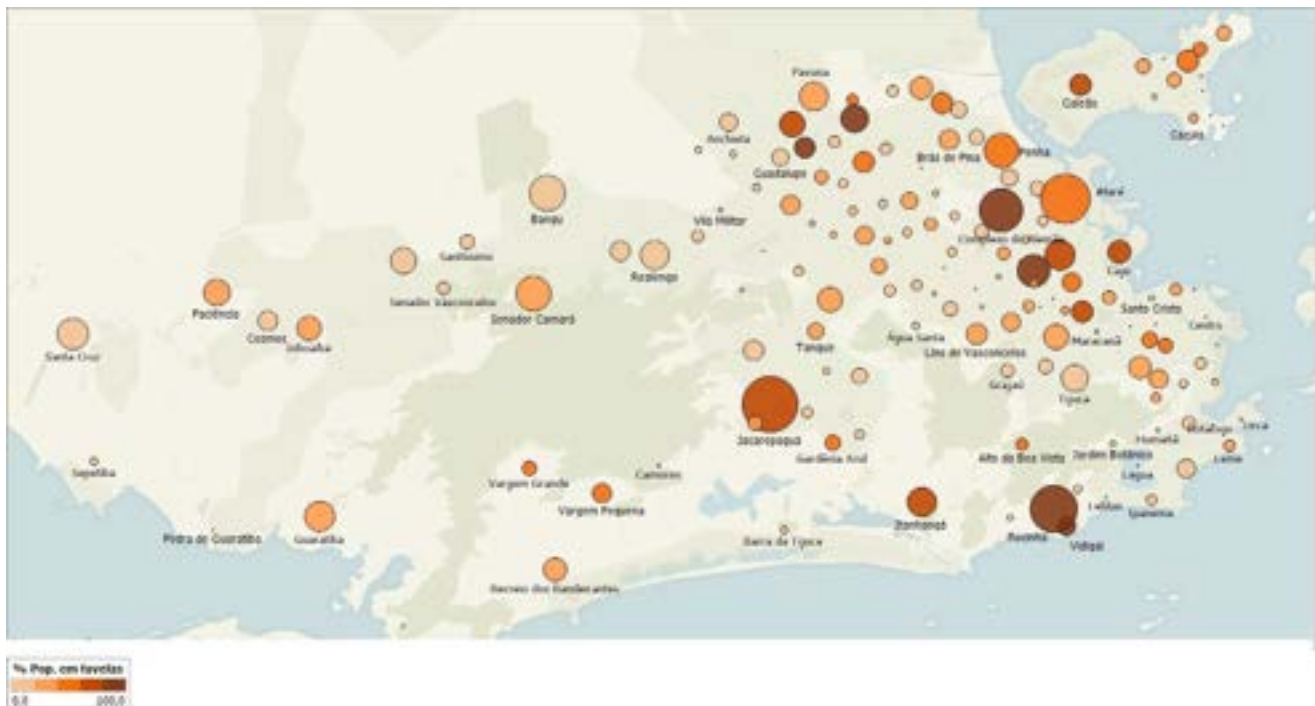 Pavuna
Galeão
Cacuia
Anchieta
Brás de Pina
Penha
Guadalupe
Maré
Bangu
Vila Militar
Complexo do Alemão
Santíssimo
Realengo
Caju
Senador Vasconcelos
Paciência
Senador Camará
Santo Cristo
Cosmos
Inhoaíba
Centro
Santa Cruz
Tanque
Água Santa
Lins de Vasconcelos
Maracanã
Grajaú
Tijuca
Jacarepaguá
Gardênia Azul
Alto da Boa Vista
Jardim Botânico
Humaitá
Botafogo
Urca
Leme
Lagoa
Sepetiba
Vargem Grande
Camorim
Vargem Pequena
Itanhangá
Leblon
Ipanema
Pedra de Guaratiba
Guaratiba
Barra da Tijuca
Rocinha
Vidigal
Recreio dos Bandeirantes
% Pop. em favelas
0,0 100,0